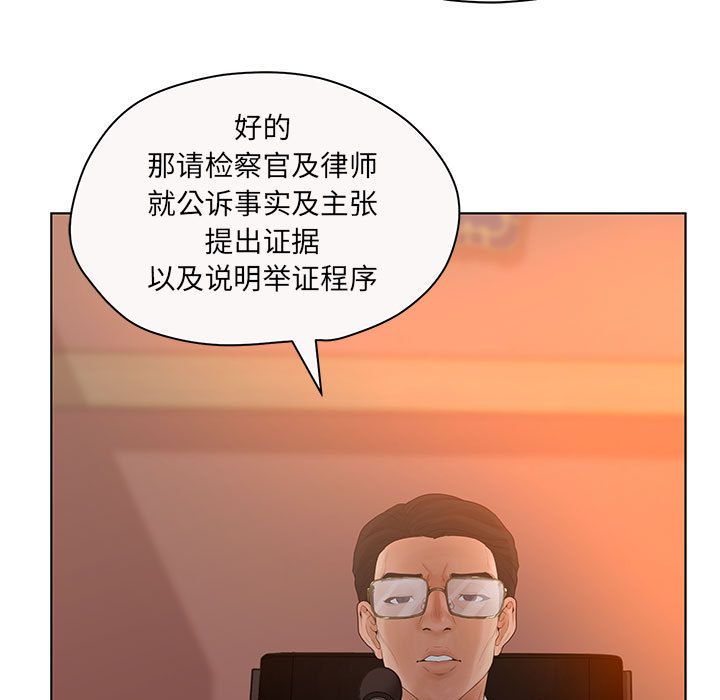 好的
那请检察官及律师
就公诉事实及主张
提出证据
以及说明举证程序